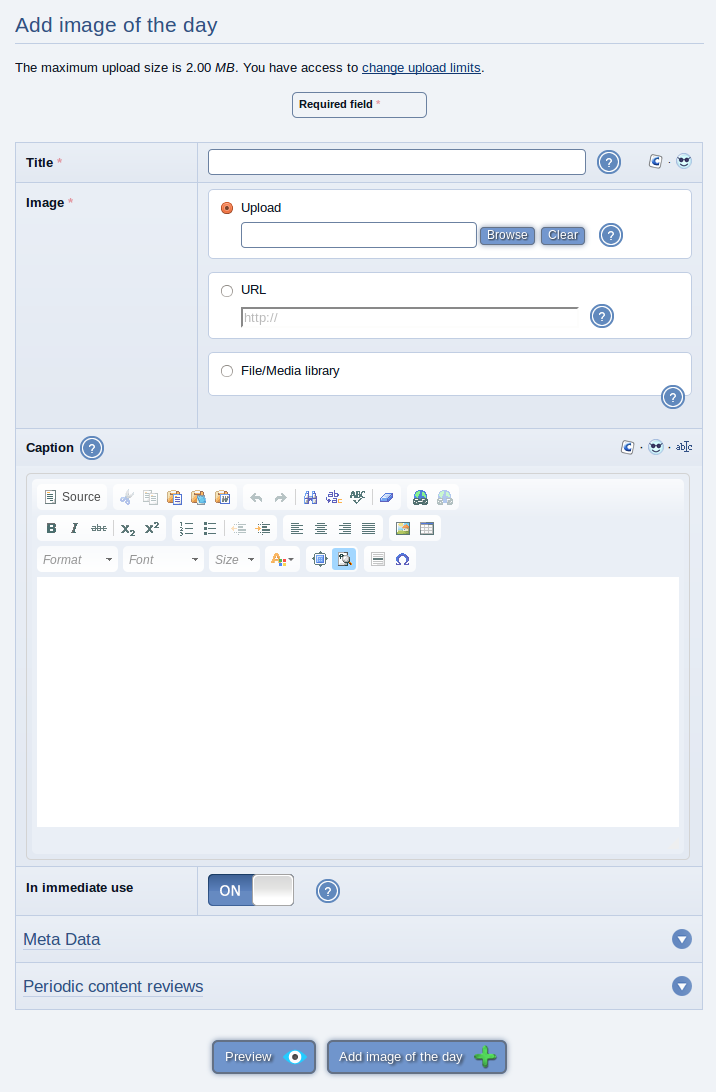 Add image of the day
The maximum upload size is 2.00 MB. You have access to change upload limits.
Required field *
Title *
Image *
Upload
Browse Clear
URL
http://
File/Media library
Caption
Source
Format Font Size
In immediate use
ON
Meta Data
Periodic content reviews
Preview Add image of the day